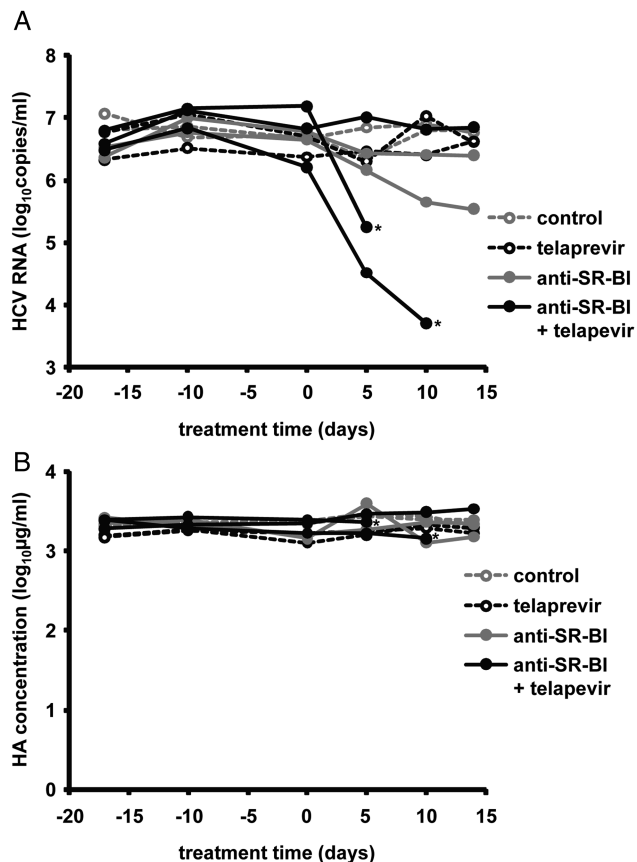 A
8
7
6
5
4
3
HCV RNA (log10copies/ml)
-20 -15 -10 -5 0 5 10 15
treatment time (days)
control
telaprevir
anti-SR-BI
anti-SR-BI
+ telapevir
*
*
B
4
3
2
1
0
HA concentration (log10µg/ml)
-20 -15 -10 -5 0 5 10 15
treatment time (days)
control
telaprevir
anti-SR-BI
anti-SR-BI
+ telapevir
*
*